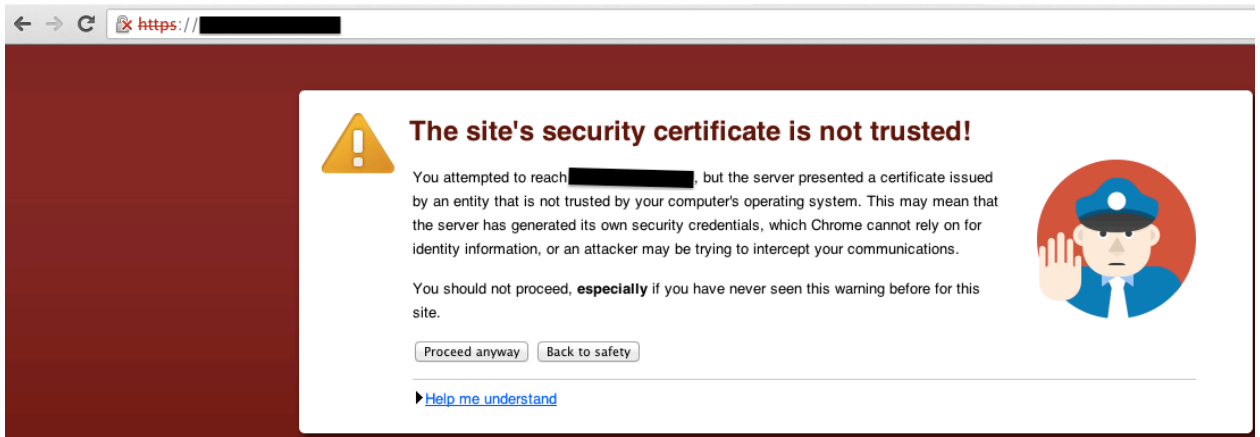 https://
The site's security certificate is not trusted!
You attempted to reach , but the server presented a certificate issued
by an entity that is not trusted by your computer's operating system. This may mean that
the server has generated its own security credentials, which Chrome cannot rely on for
identity information, or an attacker may be trying to intercept your communications.
You should not proceed, especially if you have never seen this warning before for this
site.
Proceed anyway Back to safety
Help me understand